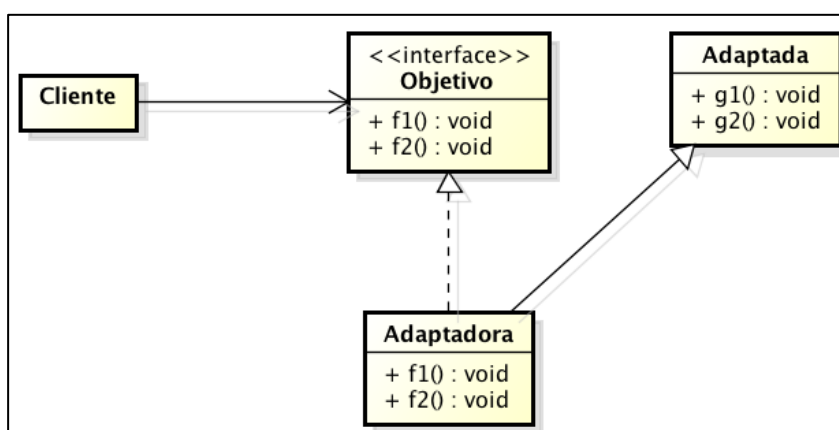 Cliente
<<interface>>
Objetivo
+ f1() : void
+ f2() : void
Adaptada
+ g1() : void
+ g2() : void
Adaptadora
+ f1() : void
+ f2() : void